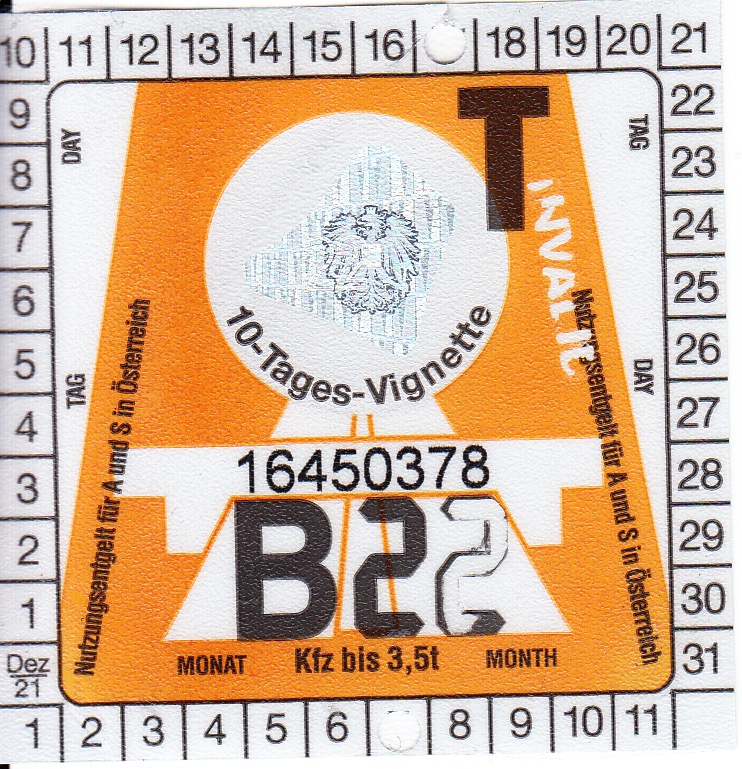 10 11 12 13 14 15 16 18 19 20 21
9 22
8 23
7 24
6 25
5 26
4 27
3 28
2 29
1 30
Dez 31
21
1 2 3 4 5 6 8 9 10 11
DAY
TAG
T
INVALID
10-Tages-Vignette
TAG
DAY
Nutzungsentgelt für A und S in Österreich
Nutzungsentgelt für A und S in Österreich
16450378
B22
MONAT Kfz bis 3,5t MONTH